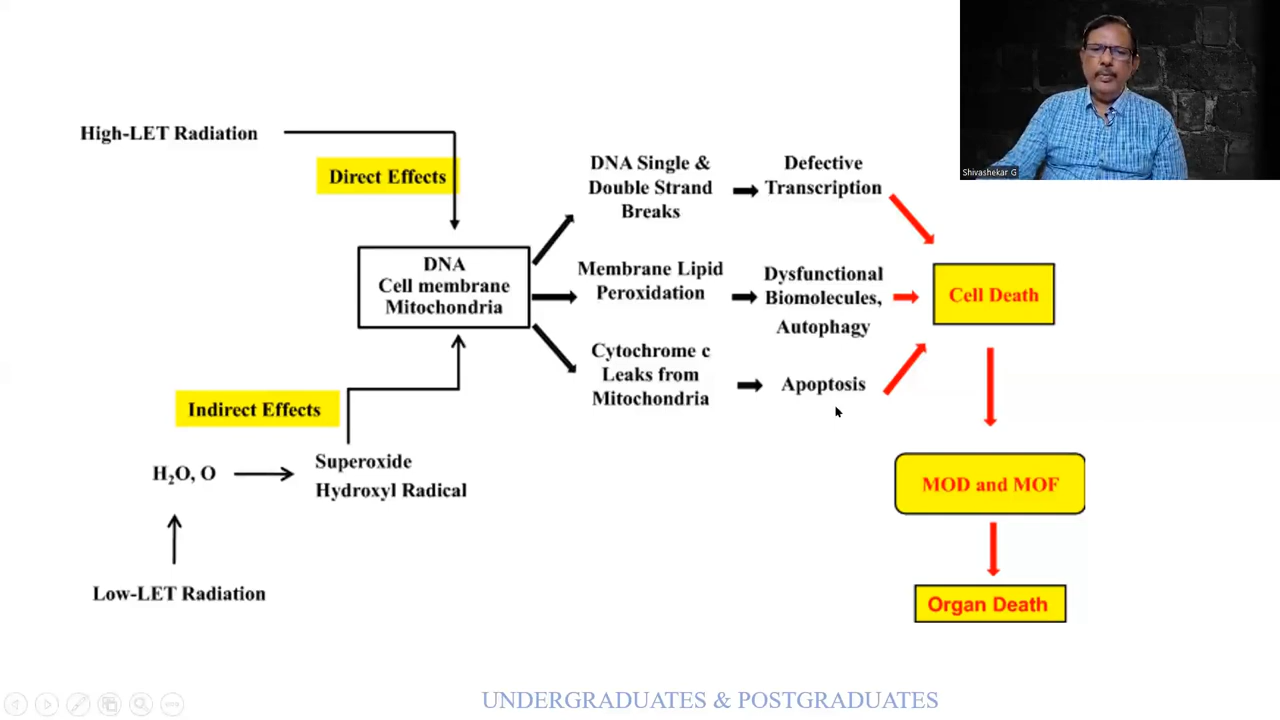 Shivashekar G
High-LET Radiation
Direct Effects
DNA
Cell membrane
Mitochondria
Indirect Effects
H₂O, O
Superoxide
Hydroxyl Radical
Low-LET Radiation
DNA Single &
Double Strand
Breaks
Defective
Transcription
Membrane Lipid
Peroxidation
Dysfunctional
Biomolecules,
Autophagy
Cytochrome c
Leaks from
Mitochondria
Apoptosis
Cell Death
MOD and MOF
Organ Death
UNDERGRADUATES & POSTGRADUATES